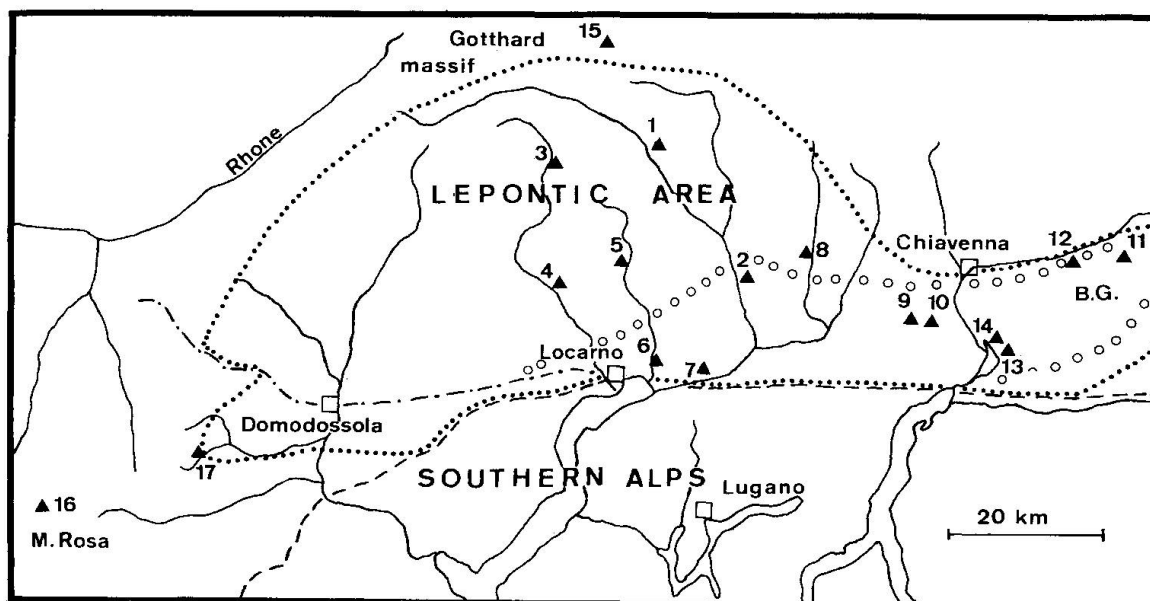 Gotthard
massif
15
Rhone
1
3
LEPONTIC AREA
5
8
Chiavenna
12
11
4
2
B.G.
9
10
14
Locarno
6
7
13
Domodossola
17
SOUTHERN ALPS
Lugano
16
M. Rosa
20 km